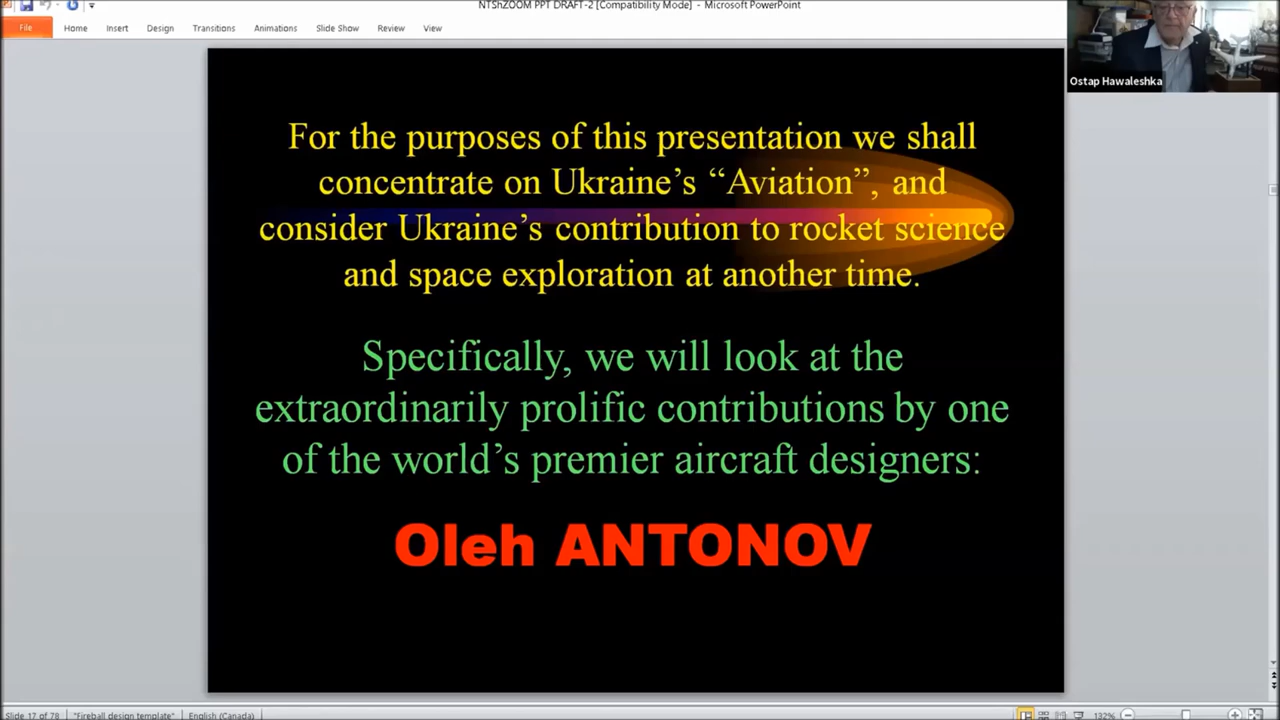 NTShZOOM PPT DRAFT-2 [Compatibility Mode] - Microsoft PowerPoint
File Home Insert Design Transitions Animations Slide Show Review View
Ostap Hawaleshka
For the purposes of this presentation we shall
concentrate on Ukraine’s “Aviation”, and
consider Ukraine’s contribution to rocket science
and space exploration at another time.
Specifically, we will look at the
extraordinarily prolific contributions by one
of the world’s premier aircraft designers:
Oleh ANTONOV
Slide 17 of 78 "Fireball design template" English (Canada) 132%